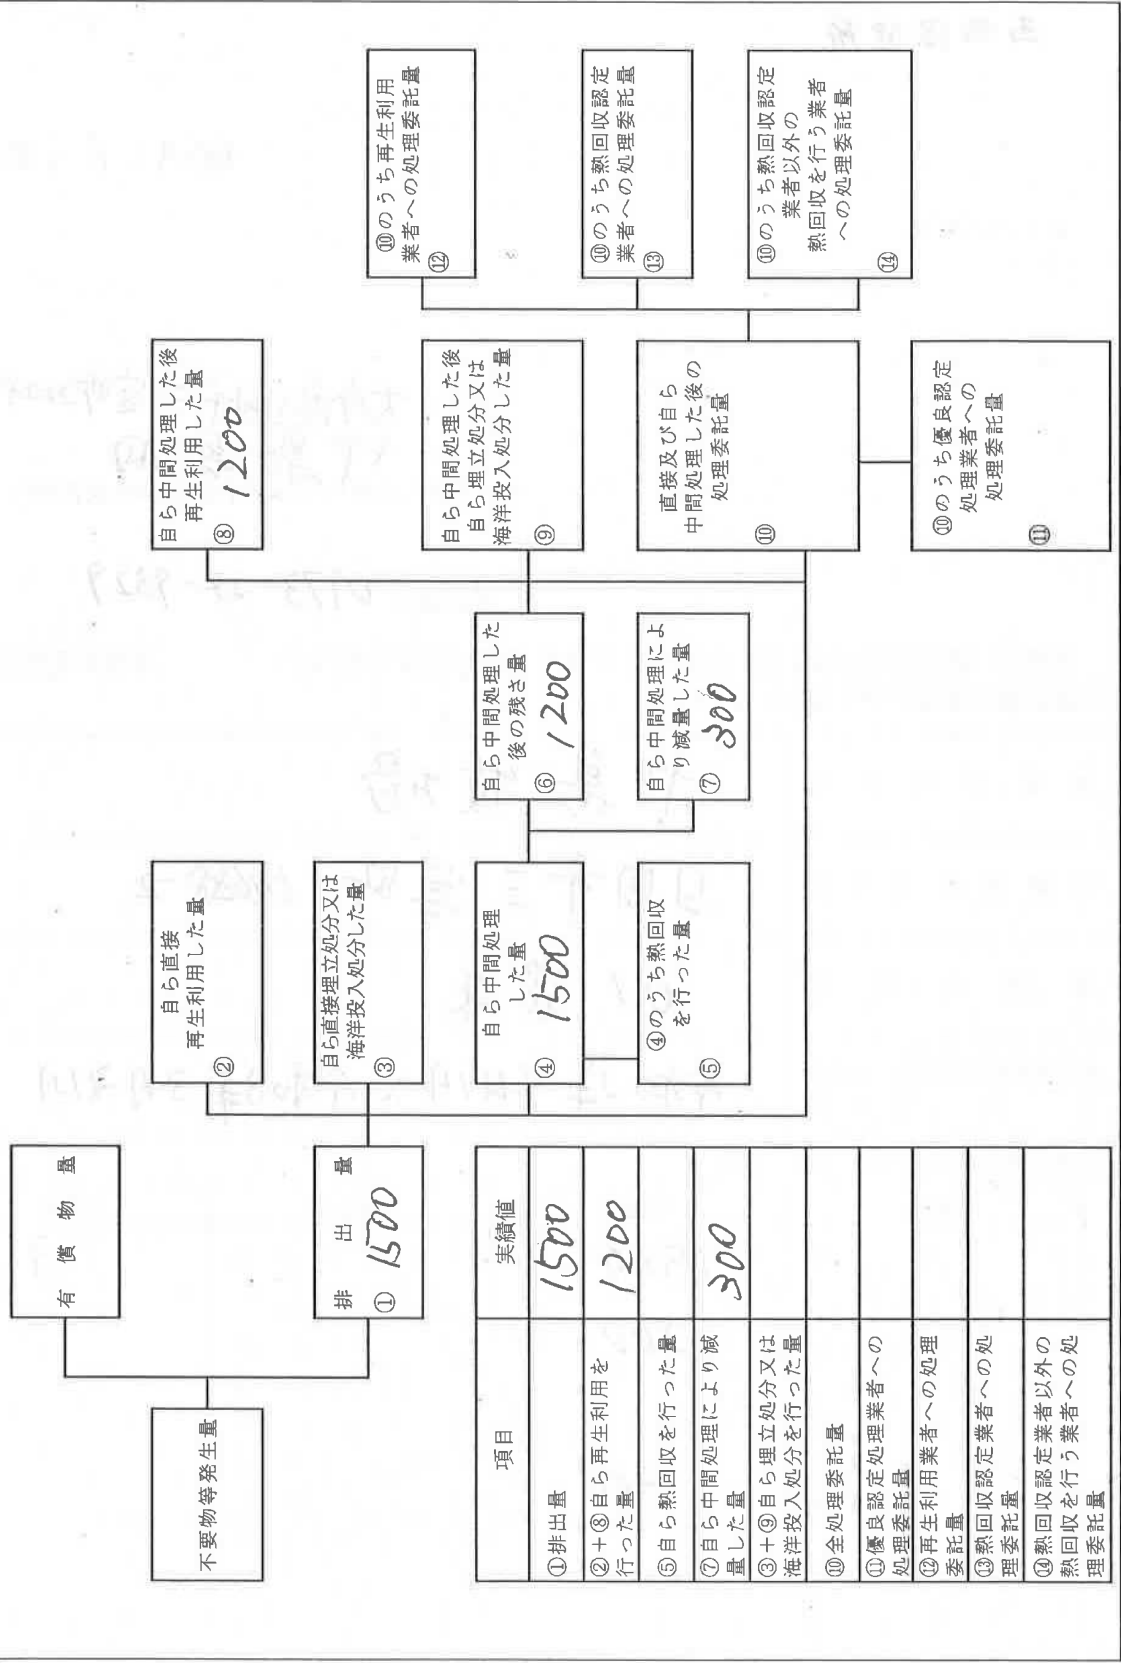 不要物等発生量
有償物量
排出量
① 1500
自ら直接
再生利用した量
②
自ら直接埋立処分又は
海洋投入処分した量
③
自ら中間処理
した量
④ 1500
④のうち熱回収
を行った量
⑤
自ら中間処理した
後の残さ量
⑥ 1200
自ら中間処理によ
り減量した量
⑦ 300
自ら中間処理した後
再生利用した量
⑧ 1200
自ら中間処理した後
自ら埋立処分又は
海洋投入処分した量
⑨
直接及び自ら
中間処理した後の
処理委託量
⑩
⑩のうち優良認定
処理業者への
処理委託量
⑪
⑩のうち再生利用
業者への処理委託量
⑫
⑩のうち熱回収認定
業者への処理委託量
⑬
⑩のうち熱回収認定
業者以外の
熱回収を行う業者
への処理委託量
⑭
項目 実績値
①排出量 1500
②+⑧自ら再生利用を
行った量 1200
⑤自ら熱回収を行った量
⑦自ら中間処理により減
量した量 300
③+⑨自ら埋立処分又は
海洋投入処分を行った量
⑩全処理委託量
⑪優良認定処理業者への
処理委託量
⑫再生利用業者への処理
委託量
⑬熱回収認定業者への処
理委託量
⑭熱回収認定業者以外の
熱回収を行う業者への処
理委託量